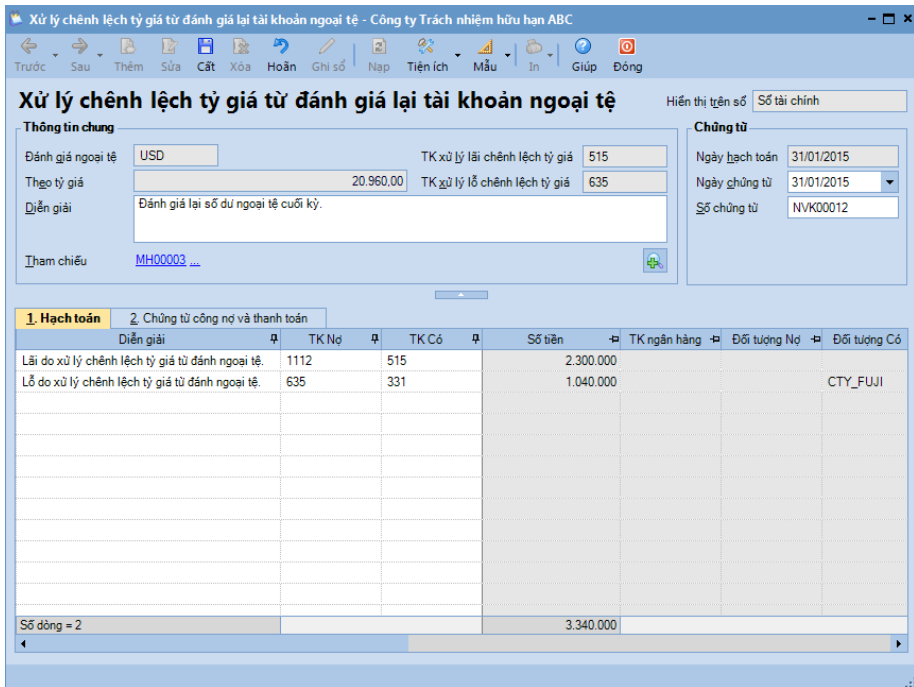 Xử lý chênh lệch tỷ giá từ đánh giá lại tài khoản ngoại tệ - Công ty Trách nhiệm hữu hạn ABC
Trước Sau Thêm Sửa Cất Xóa Hoãn Ghi sổ Nạp Tiện ích Mẫu In Giúp Đóng
Xử lý chênh lệch tỷ giá từ đánh giá lại tài khoản ngoại tệ Hiển thị trên sổ Sổ tài chính
Thông tin chung Chứng từ
Đánh giá ngoại tệ USD TK xử lý lãi chênh lệch tỷ giá 515 Ngày hạch toán 31/01/2015
Theo tỷ giá 20.960,00 TK xử lý lỗ chênh lệch tỷ giá 635 Ngày chứng từ 31/01/2015
Diễn giải Đánh giá lại số dư ngoại tệ cuối kỳ. Số chứng từ NVK00012
Tham chiếu MH00003 ...
1. Hạch toán 2. Chứng từ công nợ và thanh toán
Diễn giải TK Nợ TK Có Số tiền TK ngân hàng Đối tượng Nợ Đối tượng Có
Lãi do xử lý chênh lệch tỷ giá từ đánh ngoại tệ. 1112 515 2.300.000
Lỗ do xử lý chênh lệch tỷ giá từ đánh ngoại tệ. 635 331 1.040.000 CTY_FUJI
Số dòng = 2 3.340.000